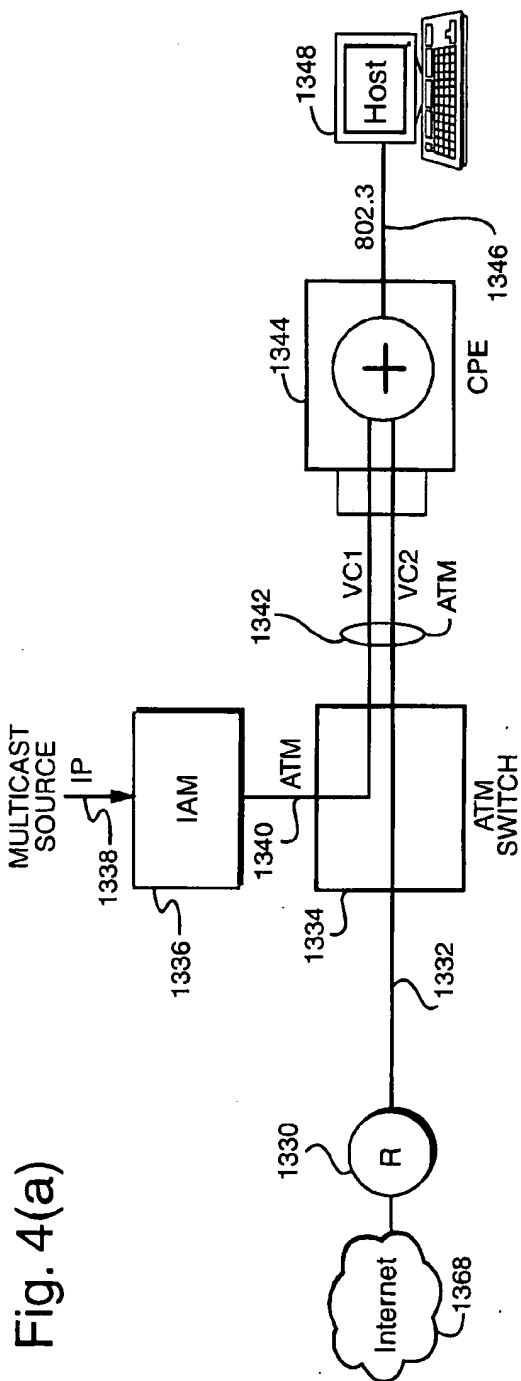 Fig. 4(a)
MULTICAST
SOURCE
1338
IP
1336
IAM
1340
ATM
1334
ATM
SWITCH
Internet
1368
1330
R
1332
1342
VC1
VC2
ATM
1344
CPE
802.3
1346
1348
Host